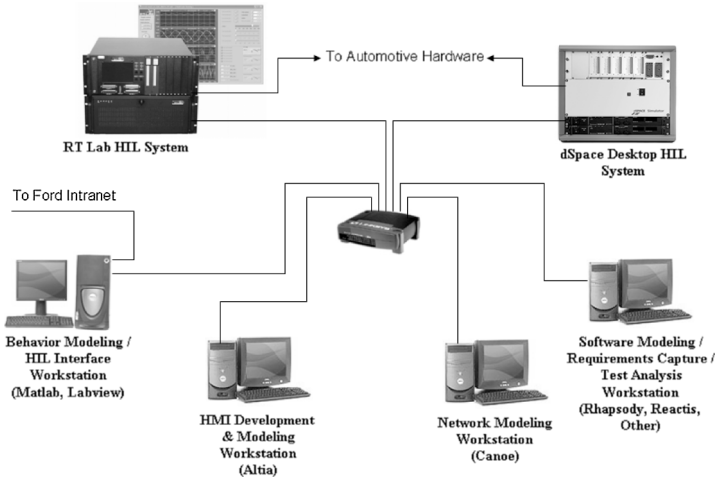 To Automotive Hardware
RT Lab HIL System
dSpace Desktop HIL
System
To Ford Intranet
Behavior Modeling /
HIL Interface
Workstation
(Matlab, Labview)
HMI Development
& Modeling
Workstation
(Altia)
Network Modeling
Workstation
(Canoe)
Software Modeling /
Requirements Capture /
Test Analysis
Workstation
(Rhapsody, Reactis,
Other)